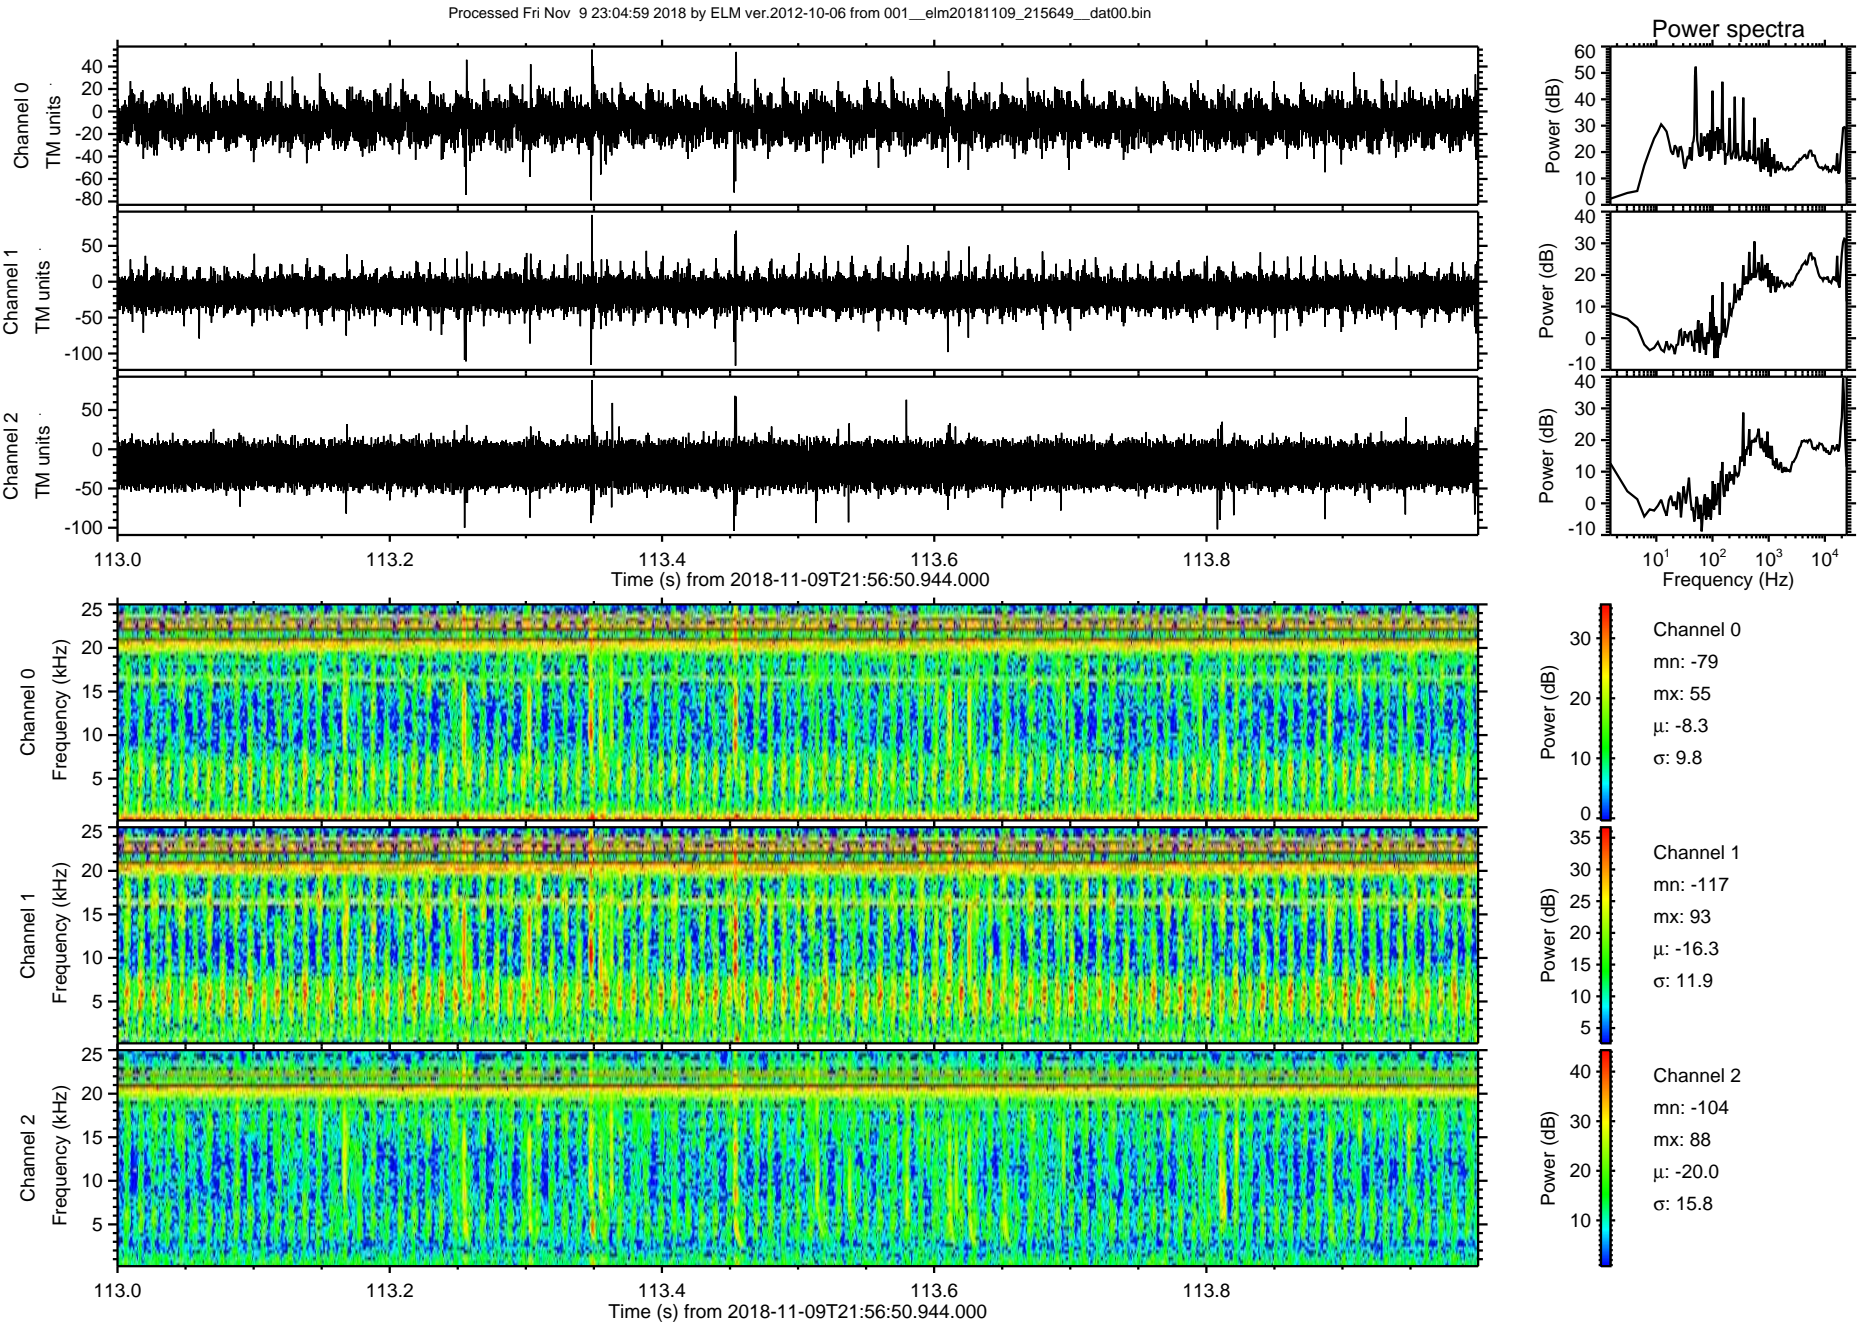 Processed Fri Nov  9 23:04:59 2018 by ELM ver.2012-10-06 from 001__elm20181109_215649__dat00.bin
Power spectra
Channel 0
TM units
40
20
0
-20
-40
-60
-80
Power (dB)
60
50
40
30
20
10
0
Channel 1
TM units
50
0
-50
-100
Power (dB)
40
30
20
10
0
-10
Channel 2
TM units
50
0
-50
-100
Power (dB)
40
30
20
10
0
-10
113.0 113.2 113.4 113.6 113.8
Time (s) from 2018-11-09T21:56:50.944.000
10^1 10^2 10^3 10^4
Frequency (Hz)
Channel 0
Frequency (kHz)
25
20
15
10
5
Power (dB)
30
20
10
0
Channel 0
mn: -79
mx: 55
μ: -8.3
σ: 9.8
Channel 1
Frequency (kHz)
25
20
15
10
5
Power (dB)
35
30
25
20
15
10
5
Channel 1
mn: -117
mx: 93
μ: -16.3
σ: 11.9
Channel 2
Frequency (kHz)
25
20
15
10
5
Power (dB)
40
30
20
10
Channel 2
mn: -104
mx: 88
μ: -20.0
σ: 15.8
113.0 113.2 113.4 113.6 113.8
Time (s) from 2018-11-09T21:56:50.944.000